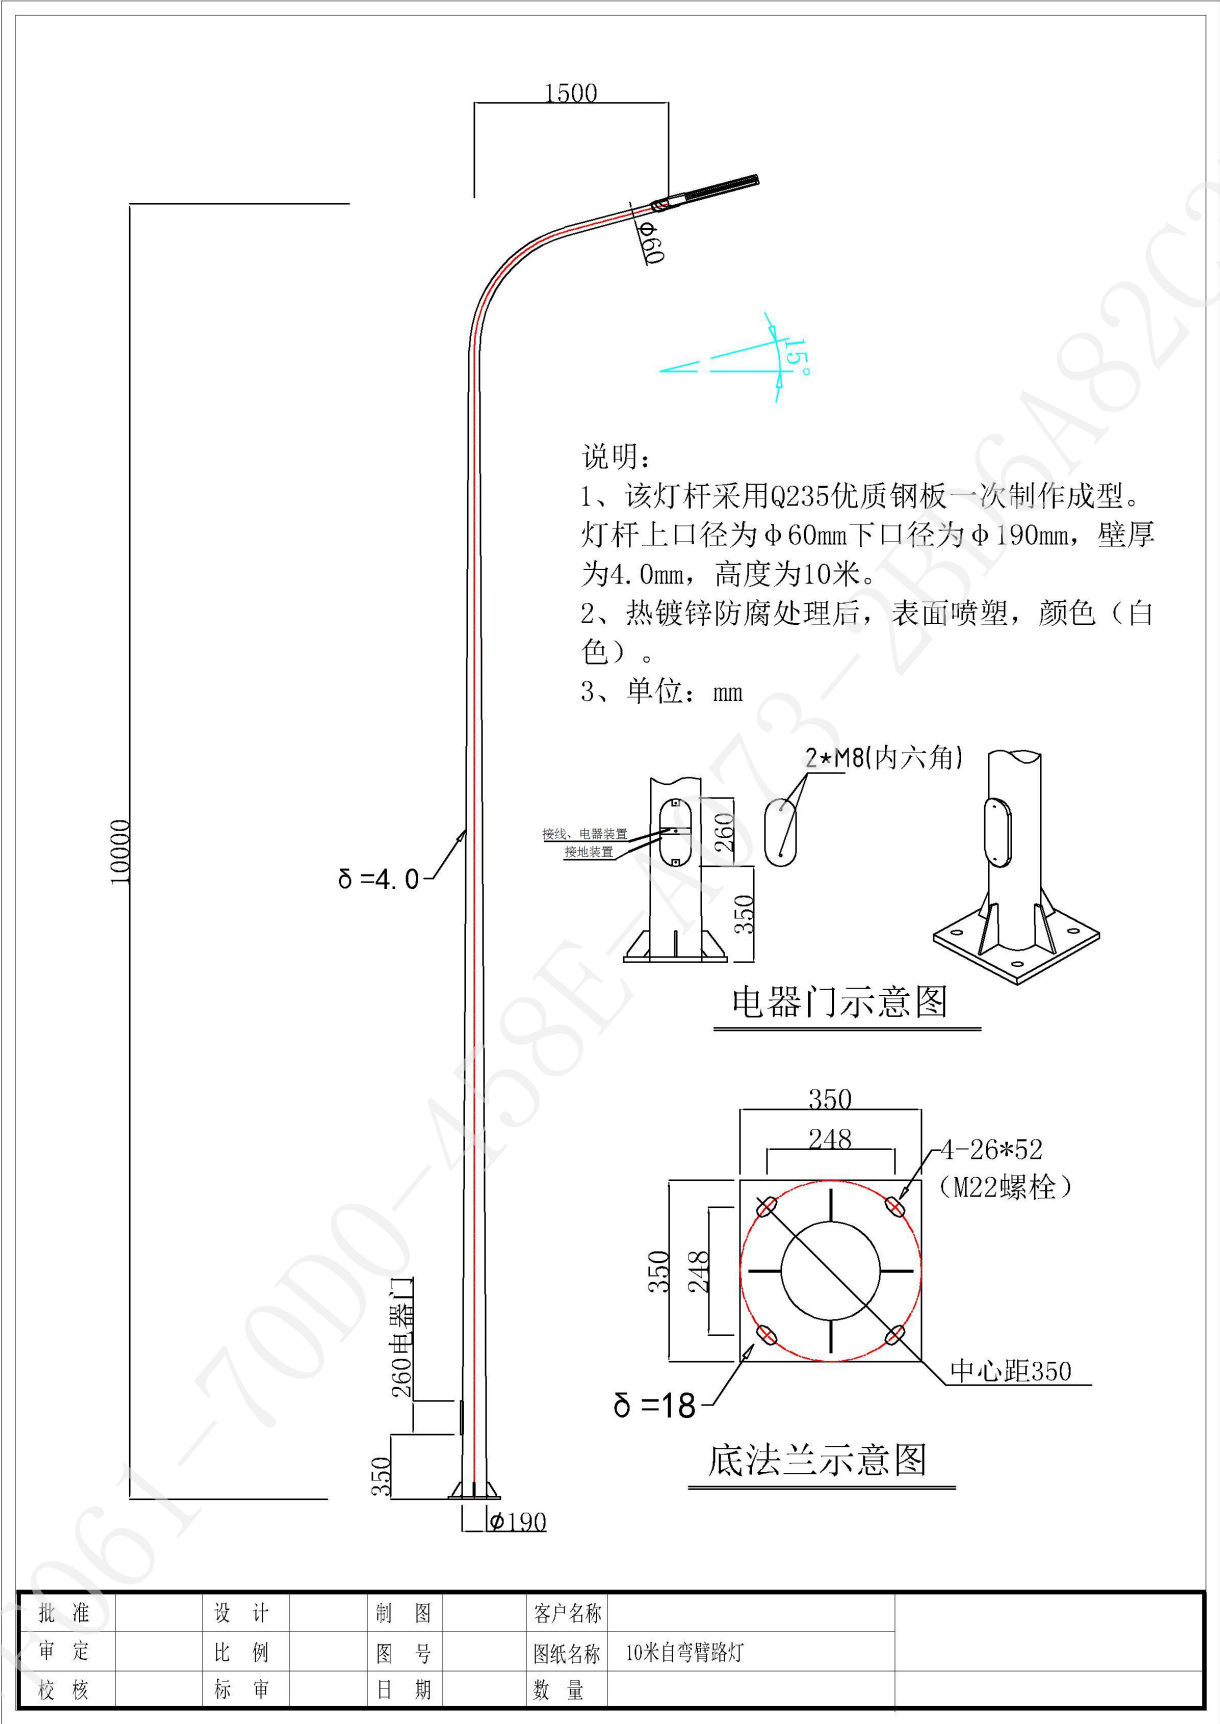 1500
φ60
15°
说明:
1、该灯杆采用Q235优质钢板一次制作成型。
灯杆上口径为φ60mm下口径为φ190mm，壁厚
为4.0mm，高度为10米。
2、热镀锌防腐处理后，表面喷塑，颜色（白
色）。
3、单位：mm
2*M8(内六角)
接线、电器装置
接地装置
260
350
10000
δ=4.0
电器门示意图
350
248
4-26*52
（M22螺栓）
350
248
中心距350
δ=18
底法兰示意图
260电器门
350
φ190
批 准 设 计 制 图 客户名称
审 定 比 例 图 号 图纸名称 10米自弯臂路灯
校 核 标 审 日 期 数 量
F061-70D0-458E-A073-2BD6A82C